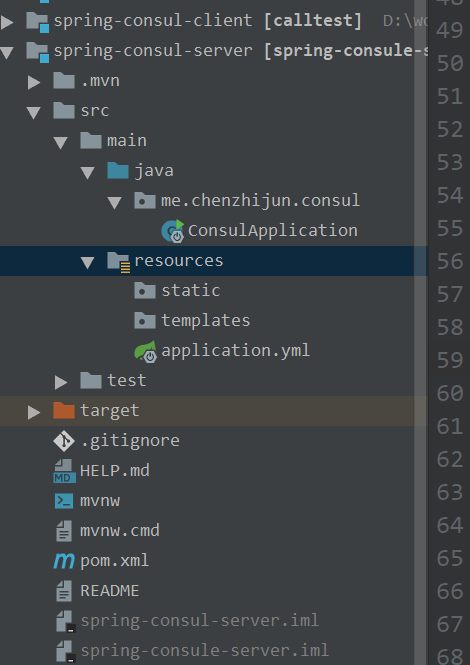 spring-consul-client [calltest] D:\wo
spring-consul-server [spring-consule-s
.mvn
src
main
java
me.chenzhijun.consul
ConsulApplication
resources
static
templates
application.yml
test
target
.gitignore
MD HELP.md
mvnw
mvnw.cmd
m pom.xml
README
spring-consul-server.iml
spring-consule-server.iml
49
50
51
52
53
54
55
56
57
58
59
60
61
62
63
64
65
66
67
68